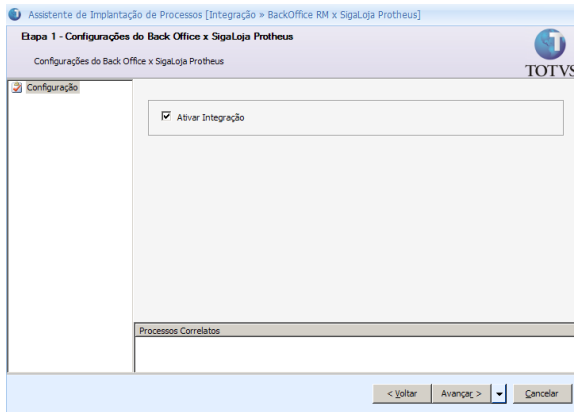 Assistente de Implantação de Processos [Integração » BackOffice RM x SigaLoja Protheus]
Etapa 1 - Configurações do Back Office x SigaLoja Protheus
Configurações do Back Office x SigaLoja Protheus
TOTVS
Configuração
Ativar Integração
Processos Correlatos
< Voltar
Avançar >
Cancelar